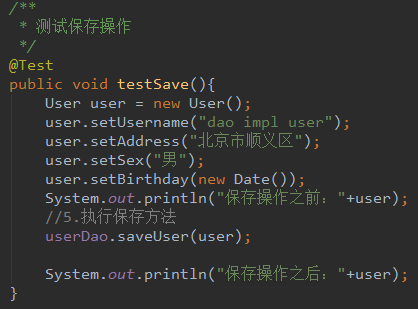 /**
 * 测试保存操作
 */
@Test
public void testSave(){
    User user = new User();
    user.setUsername("dao impl user");
    user.setAddress("北京市顺义区");
    user.setSex("男");
    user.setBirthday(new Date());
    System.out.println("保存操作之前："+user);
    //5.执行保存方法
    userDao.saveUser(user);

    System.out.println("保存操作之后："+user);
}